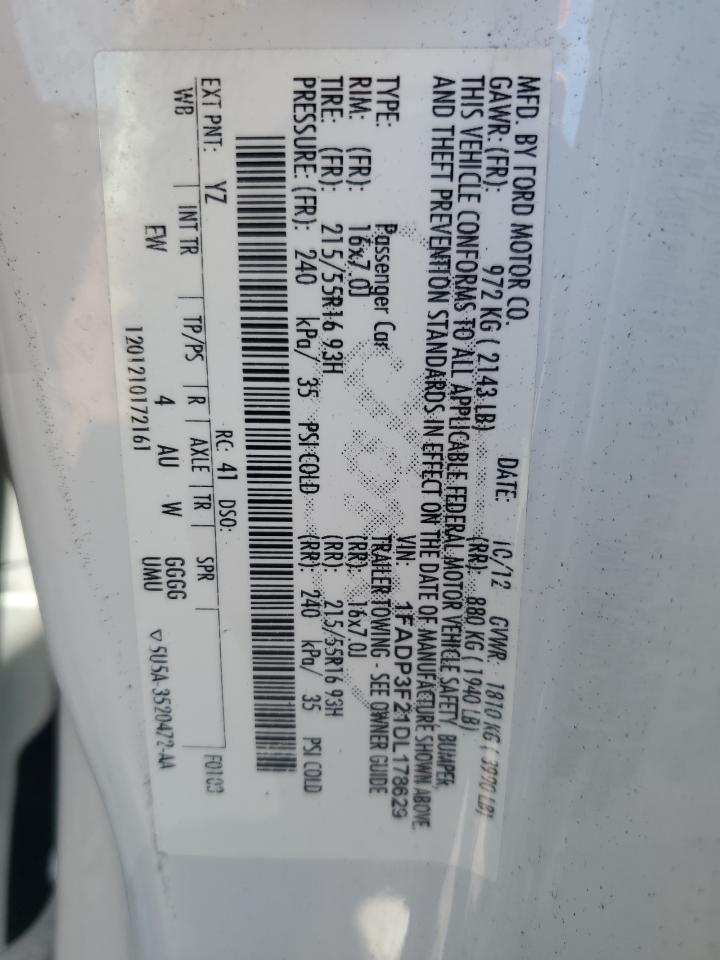 MFD. BY FORD MOTOR CO.
DATE: 10/12 GVWR: 1810 KG ( 3990 LB)
GAWR: (FR): 972 KG ( 2143 LB) (RR): 880 KG ( 1940 LB)
THIS VEHICLE CONFORMS TO ALL APPLICABLE FEDERAL MOTOR VEHICLE SAFETY, BUMPER,
AND THEFT PREVENTION STANDARDS IN EFFECT ON THE DATE OF MANUFACTURE SHOWN ABOVE.
VIN: 1FADP3F21DL178629
TYPE: Passenger Car TRAILER TOWING - SEE OWNER GUIDE
RIM: (FR): 16x7.0J (RR): 16x7.0J
TIRE: (FR): 215/55R16 93H (RR): 215/55R16 93H
PRESSURE: (FR): 240 kPa/ 35 PSI COLD (RR): 240 kPa/ 35 PSI COLD
RC: 41 DSO: F0103
EXT PNT: YZ
WB INT TR TP/PS R AXLE TR SPR
EW 4 AU W GGGG
UMU
1201210172161 ▽5U5A-3520472-AA